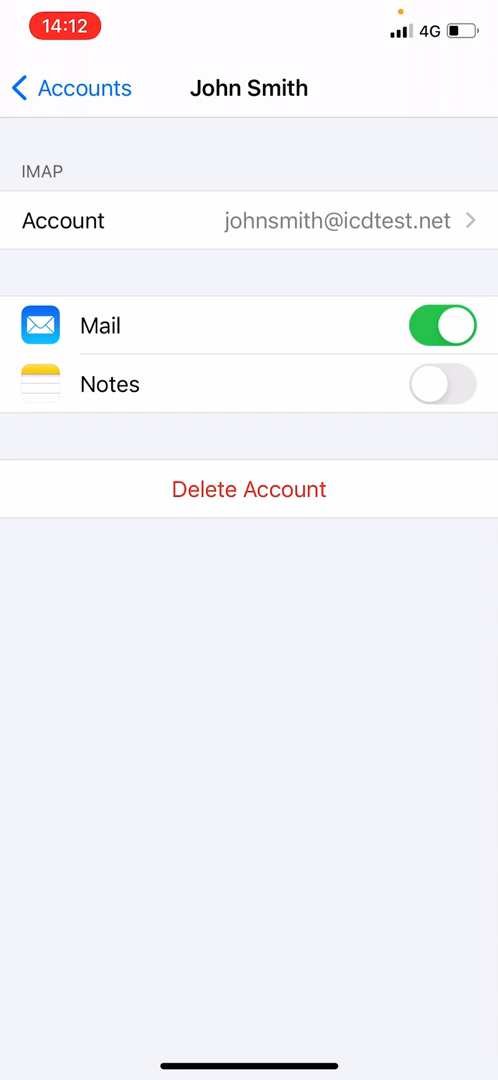 14:12
4G
Accounts
John Smith
IMAP
Account johnsmith@icdtest.net
Mail
Notes
Delete Account